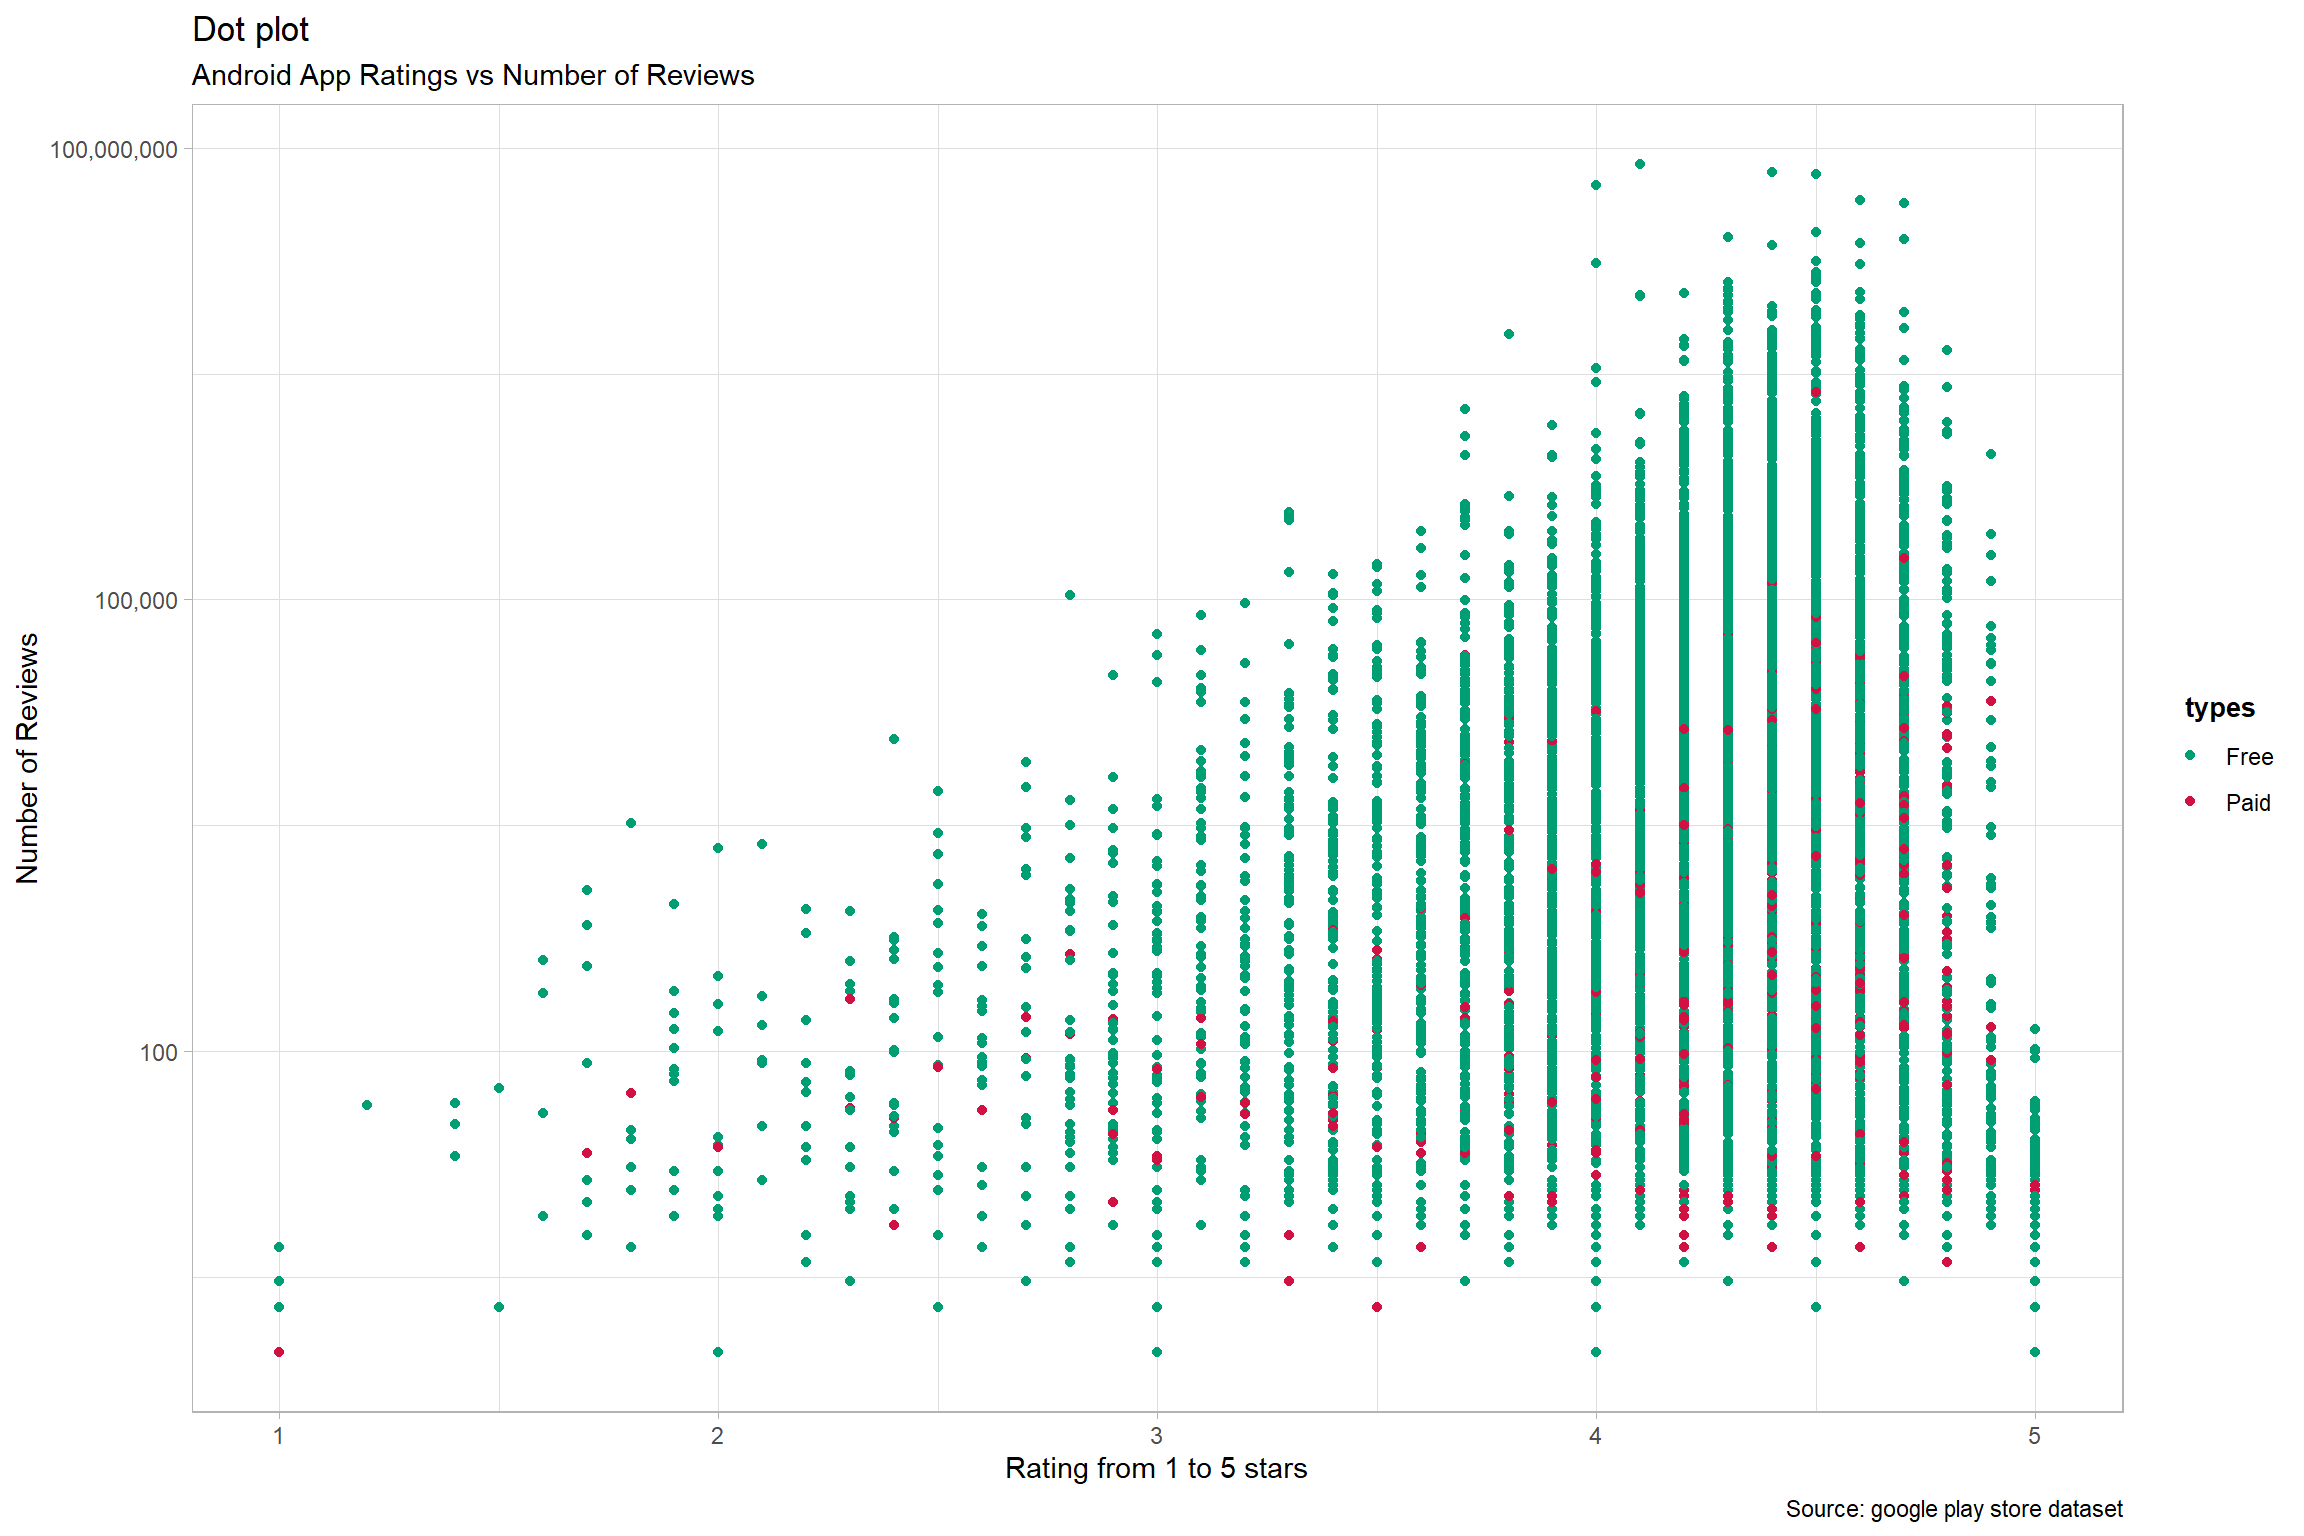 Dot plot
Android App Ratings vs Number of Reviews
100,000,000
100,000
100
Number of Reviews
1
2
3
4
5
Rating from 1 to 5 stars
types
Free
Paid
Source: google play store dataset